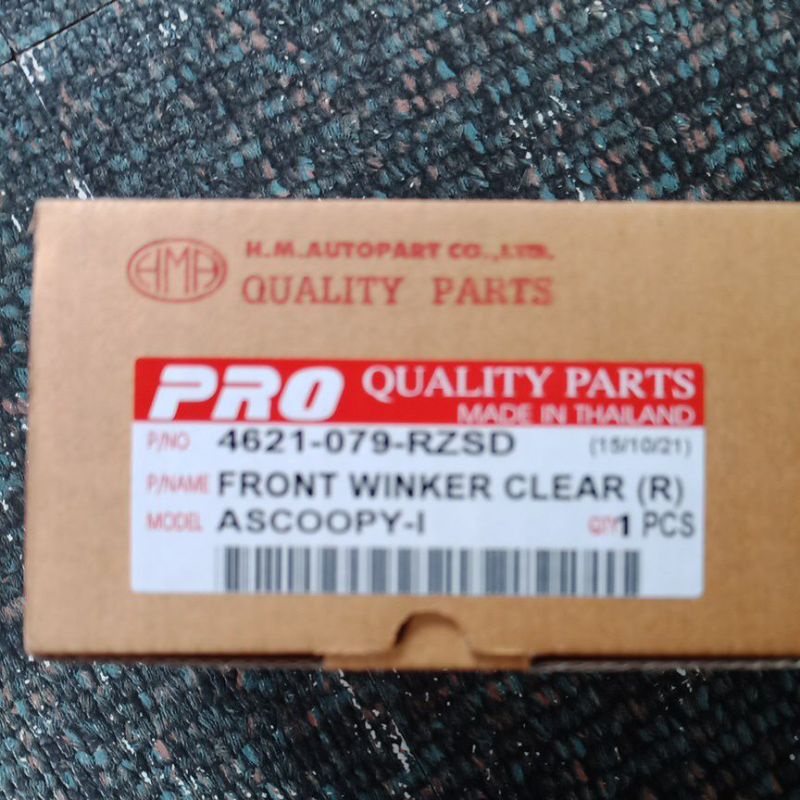 HMA
H.M.AUTOPART CO.,LTD.
QUALITY PARTS
PRO QUALITY PARTS
MADE IN THAILAND
P/NO 4621-079-RZSD (15/10/21)
P/NAME FRONT WINKER CLEAR (R)
MODEL ASCOOPY-I QTY 1 PCS